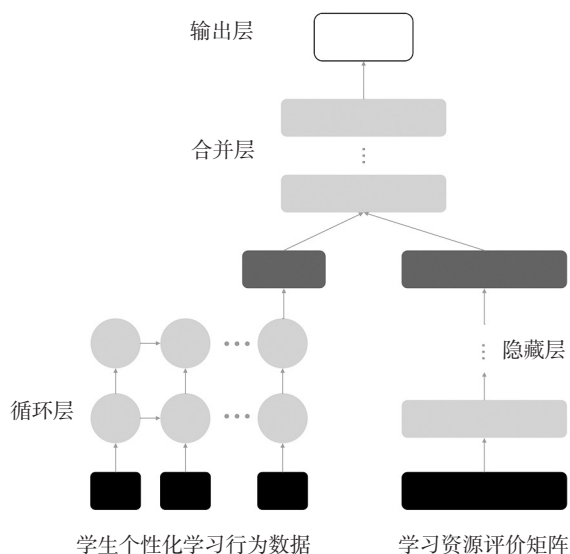 输出层
合并层
隐藏层
循环层
学生个性化学习行为数据
学习资源评价矩阵